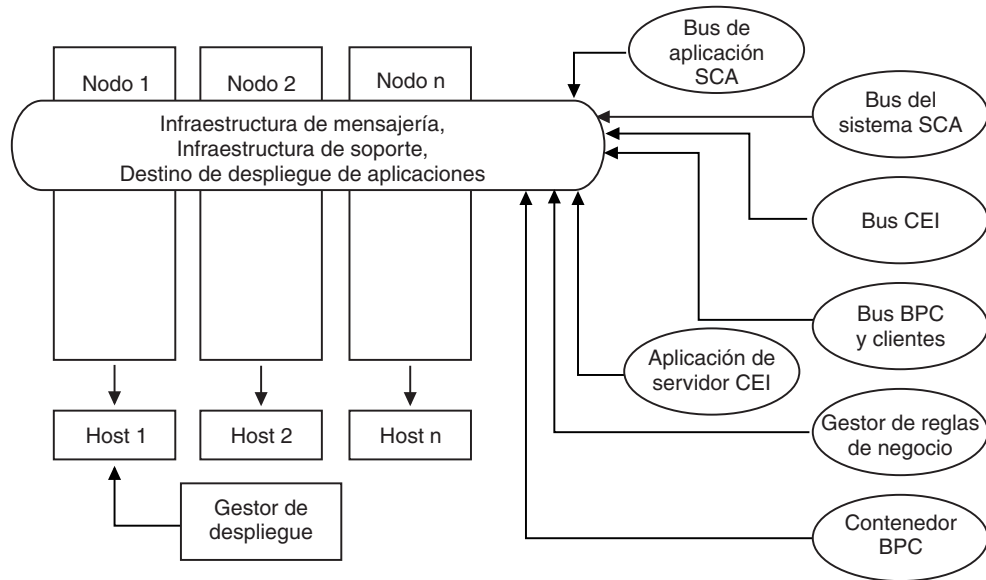 Nodo 1
Nodo 2
Nodo n
Infraestructura de mensajería,
Infraestructura de soporte,
Destino de despliegue de aplicaciones
Bus de
aplicación
SCA
Bus del
sistema SCA
Bus CEI
Bus BPC
y clientes
Aplicación de
servidor CEI
Gestor de reglas
de negocio
Contenedor
BPC
Host 1
Host 2
Host n
Gestor de
despliegue